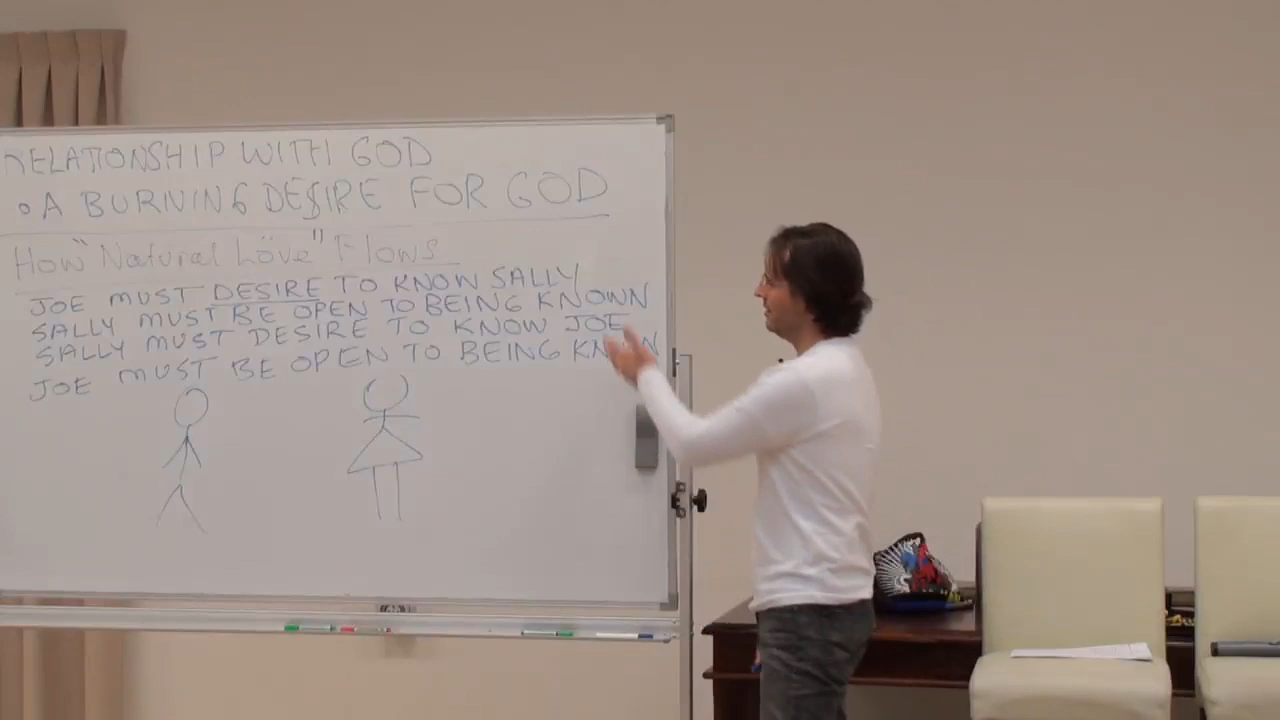 RELATIONSHIP WITH GOD
• A BURNING DESIRE FOR GOD
How "Natural Love" Flows
JOE MUST DESIRE TO KNOW SALLY
SALLY MUST BE OPEN TO BEING KNOWN
SALLY MUST DESIRE TO KNOW JOE
JOE MUST BE OPEN TO BEING KNOWN